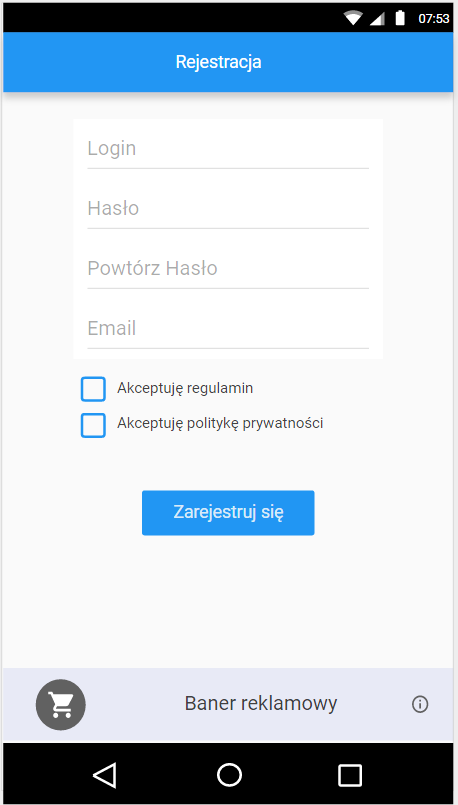 07:53
Rejestracja
Login
Hasło
Powtórz Hasło
Email
Akceptuję regulamin
Akceptuję politykę prywatności
Zarejestruj się
Baner reklamowy